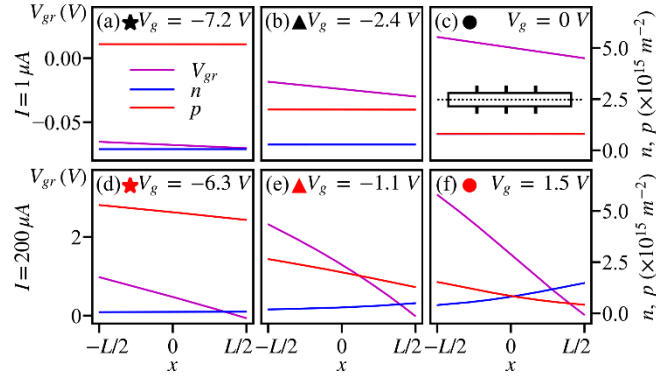 V_gr (V)
(a) ★ V_g = −7.2 V
(b) ▲ V_g = −2.4 V
(c) ● V_g = 0 V
I = 1 μA
0.00
−0.05
V_gr
n
p
5.0
2.5
0.0
n, p (×10^15 m^−2)
V_gr (V)
(d) ★ V_g = −6.3 V
(e) ▲ V_g = −1.1 V
(f) ● V_g = 1.5 V
I = 200 μA
2
0
5.0
2.5
0.0
n, p (×10^15 m^−2)
−L/2 0 L/2
−L/2 0 L/2
−L/2 0 L/2
x
x
x